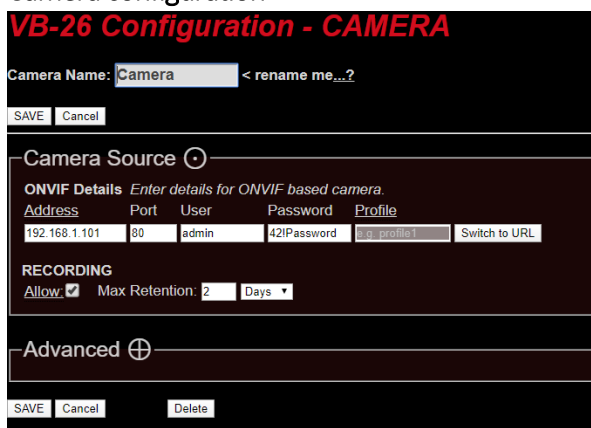 Camera configuration
VB-26 Configuration - CAMERA
Camera Name: Camera < rename me...?
SAVE Cancel
Camera Source
ONVIF Details Enter details for ONVIF based camera.
Address Port User Password Profile
192.168.1.101 80 admin 42!Password e.g. profile1 Switch to URL
RECORDING
Allow: Max Retention: 2 Days
Advanced
SAVE Cancel Delete